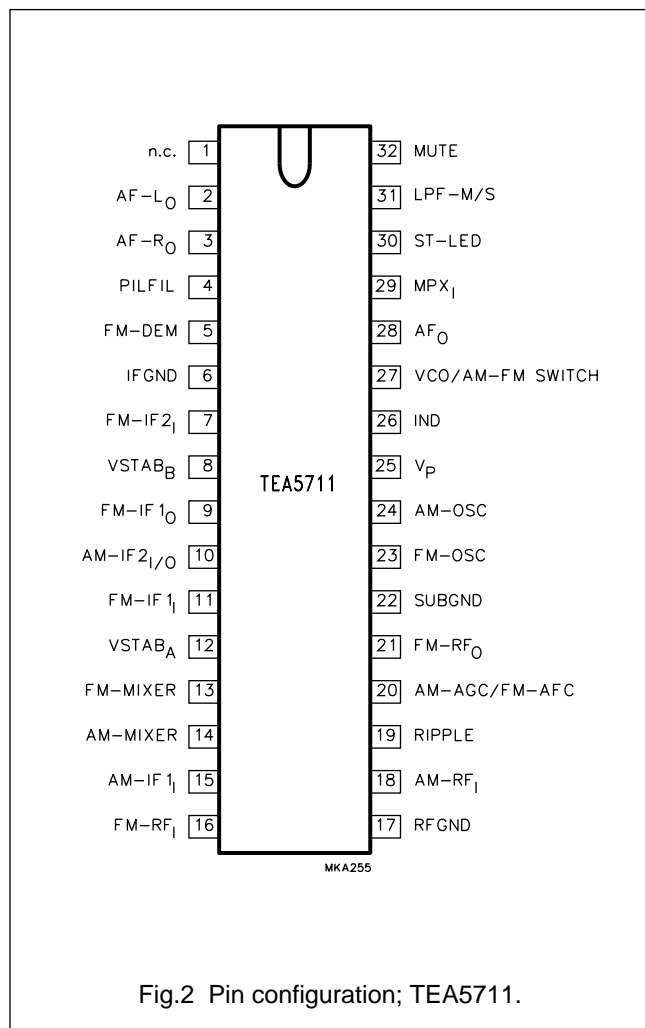 n.c. 1 32 MUTE
AF-LO 2 31 LPF-M/S
AF-RO 3 30 ST-LED
PILFIL 4 29 MPXI
FM-DEM 5 28 AFO
IFGND 6 27 VCO/AM-FM SWITCH
FM-IF2I 7 26 IND
VSTABB 8 25 VP
TEA5711
FM-IF1O 9 24 AM-OSC
AM-IF2I/O 10 23 FM-OSC
FM-IF1I 11 22 SUBGND
VSTABA 12 21 FM-RFO
FM-MIXER 13 20 AM-AGC/FM-AFC
AM-MIXER 14 19 RIPPLE
AM-IF1I 15 18 AM-RFI
FM-RFI 16 17 RFGND
MKA255
Fig.2 Pin configuration; TEA5711.